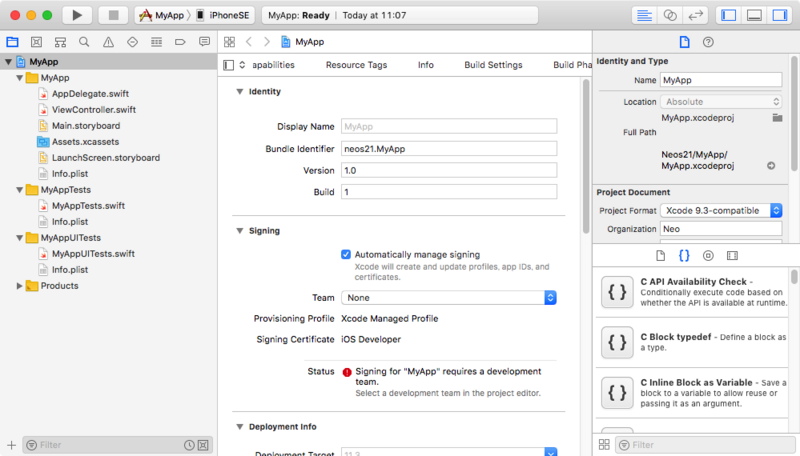 MyApp
iPhoneSE
MyApp: Ready | Today at 11:07
MyApp
MyApp
AppDelegate.swift
ViewController.swift
Main.storyboard
Assets.xcassets
LaunchScreen.storyboard
Info.plist
MyAppTests
MyAppTests.swift
Info.plist
MyAppUITests
MyAppUITests.swift
Info.plist
Products
Filter
MyApp
apabilities
Resource Tags
Info
Build Settings
Build Pha
Identity
Display Name
MyApp
Bundle Identifier
neos21.MyApp
Version
1.0
Build
1
Signing
Automatically manage signing
Xcode will create and update profiles, app IDs, and
certificates.
Team
None
Provisioning Profile
Xcode Managed Profile
Signing Certificate
iOS Developer
Status
Signing for "MyApp" requires a development
team.
Select a development team in the project editor.
Deployment Info
Deployment Target
11.3
Identity and Type
Name
MyApp
Location
Absolute
MyApp.xcodeproj
Full Path
Neos21/MyApp/
MyApp.xcodeproj
Project Document
Project Format
Xcode 9.3-compatible
Organization
Neo
{}
{ }
C API Availability Check -
Conditionally execute code based on
whether the API is available at runtime.
{ }
C Block typedef - Define a block as
a type.
{ }
C Inline Block as Variable - Save a
block to a variable to allow reuse or
passing it as an argument.
Filter